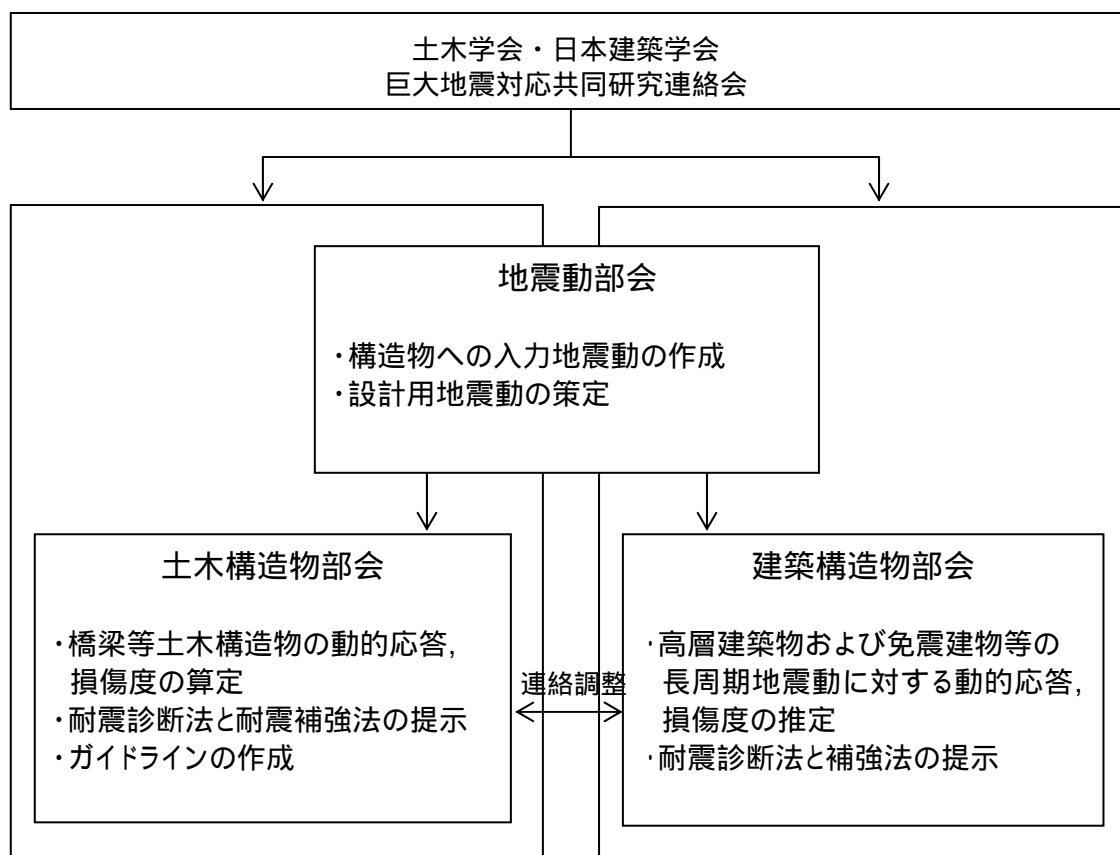 土木学会・日本建築学会
巨大地震対応共同研究連絡会
地震動部会
・構造物への入力地震動の作成
・設計用地震動の策定
土木構造物部会
・橋梁等土木構造物の動的応答，
損傷度の算定
・耐震診断法と耐震補強法の提示
・ガイドラインの作成
連絡調整
建築構造物部会
・高層建築物および免震建物等の
長周期地震動に対する動的応答，
損傷度の推定
・耐震診断法と補強法の提示